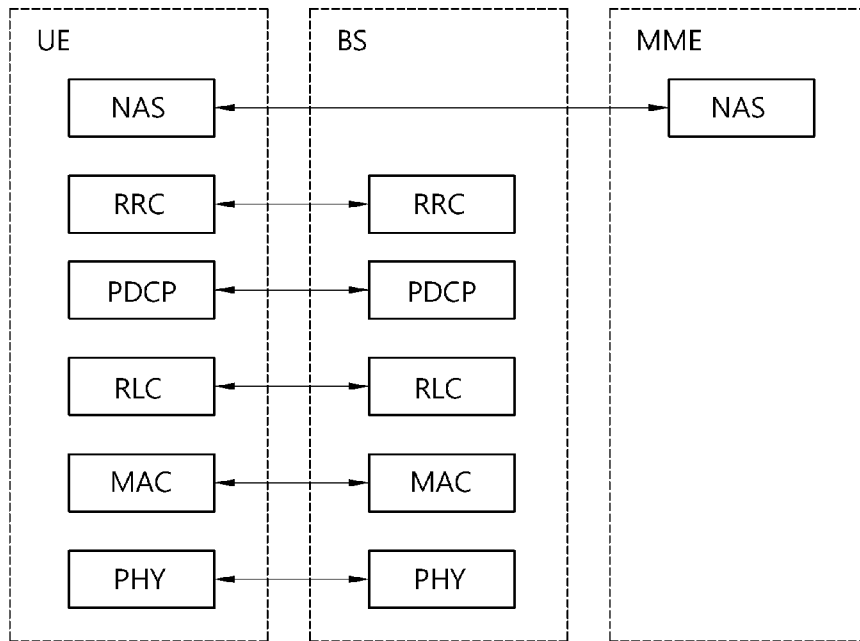 UE BS MME
NAS NAS
RRC RRC
PDCP PDCP
RLC RLC
MAC MAC
PHY PHY